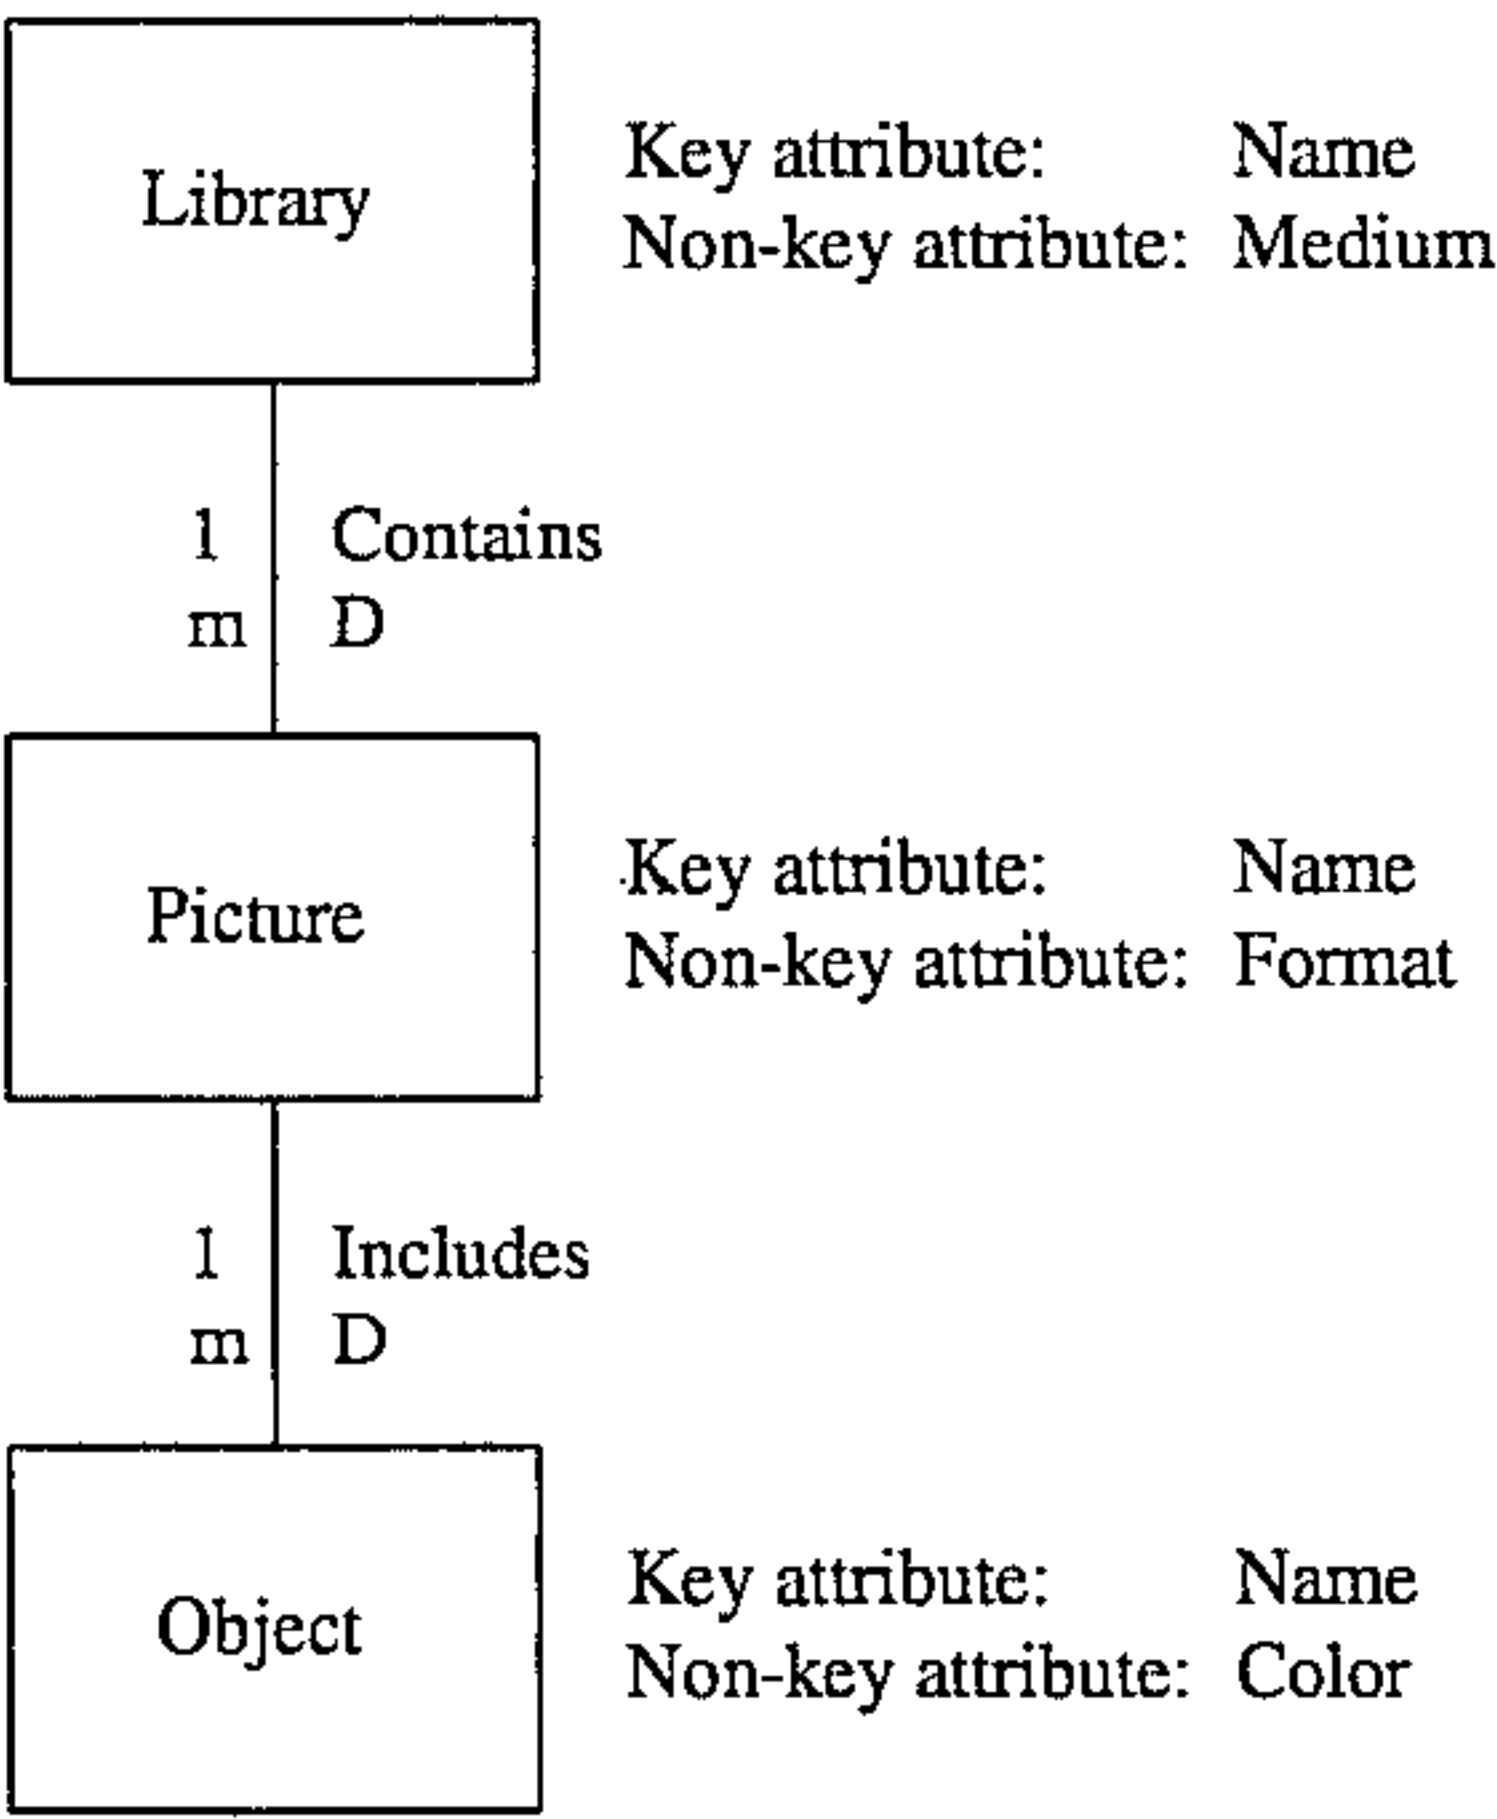 Library
Key attribute: Name
Non-key attribute: Medium
1 Contains
m D
Picture
Key attribute: Name
Non-key attribute: Format
1 Includes
m D
Object
Key attribute: Name
Non-key attribute: Color